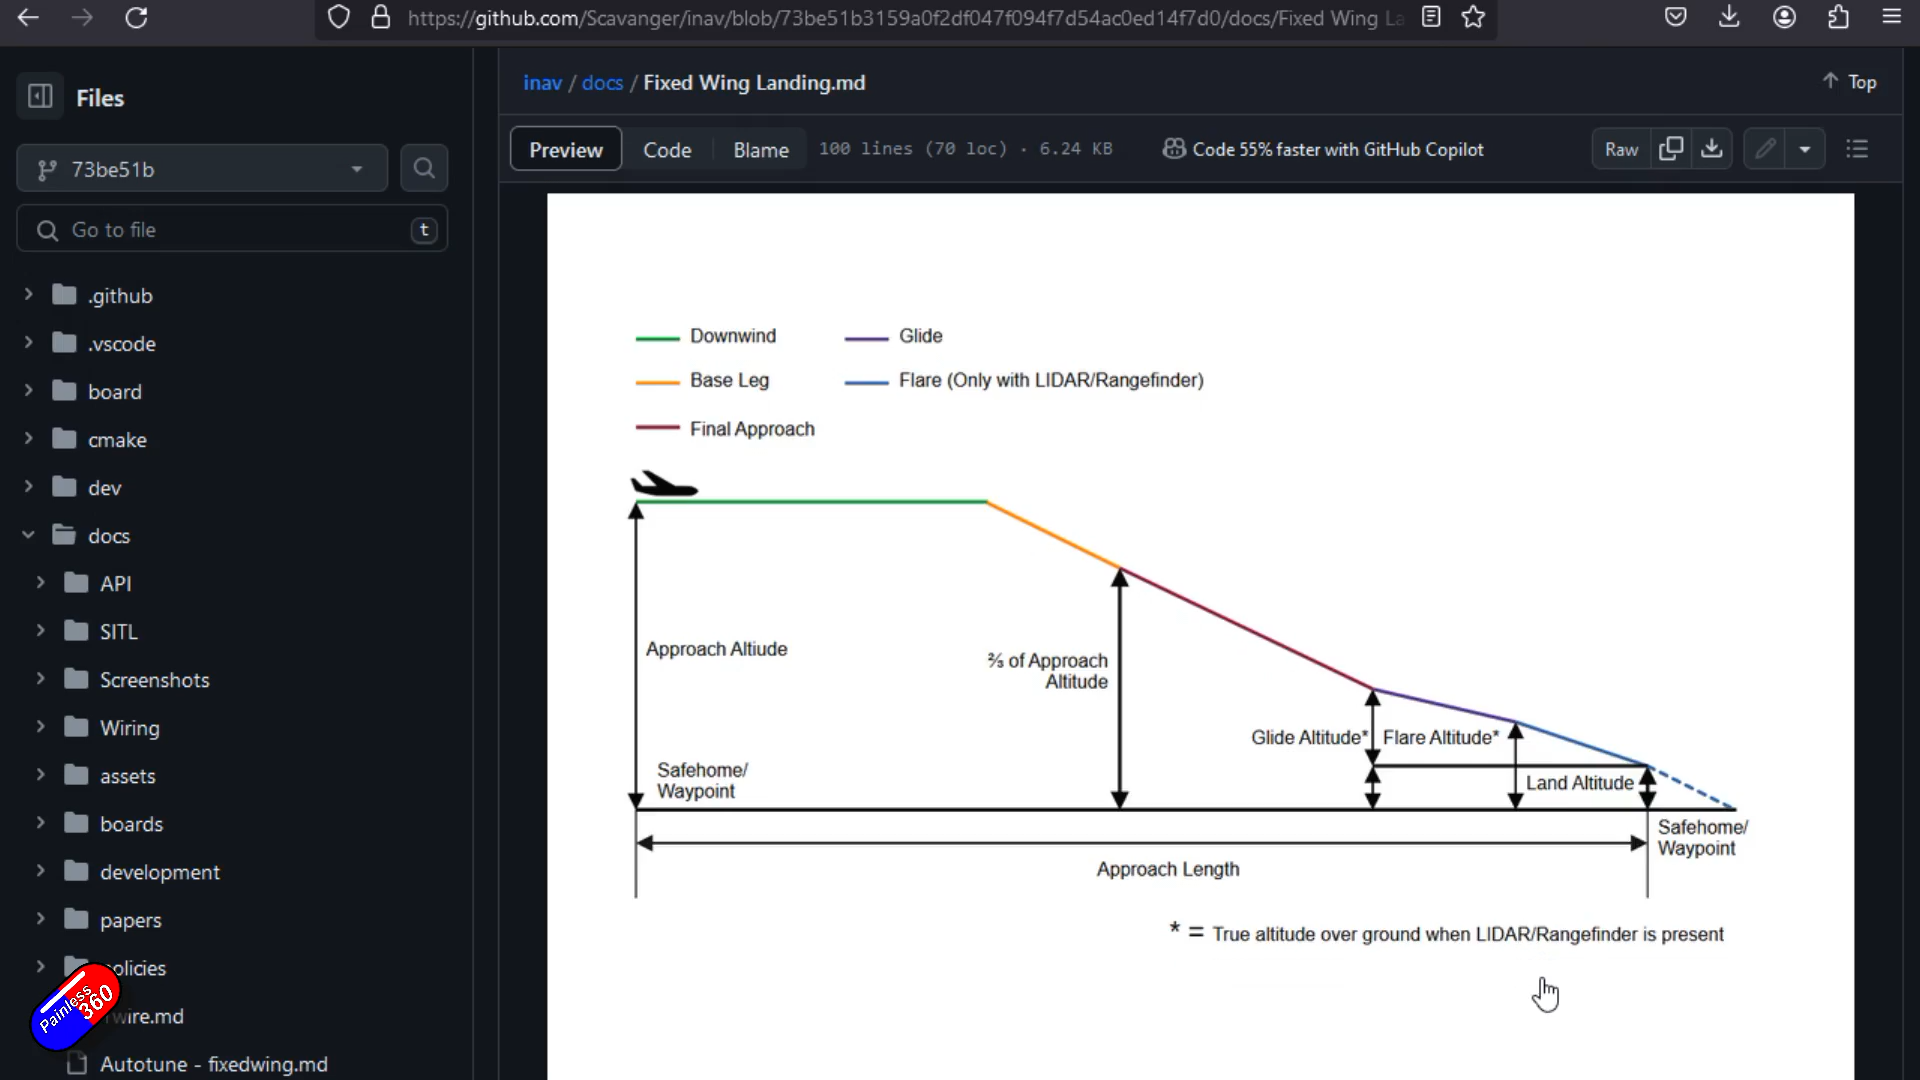 https://github.com/Scavanger/inav/blob/73be51b3159a0f2df047f094f7d54ac0ed14f7d0/docs/Fixed Wing La
Files
inav / docs / Fixed Wing Landing.md
Top
73be51b
Preview Code Blame 100 lines (70 loc) · 6.24 KB Code 55% faster with GitHub Copilot Raw
Go to file t
.github
.vscode
board
cmake
dev
docs
API
SITL
Screenshots
Wiring
assets
boards
development
papers
olicies
wire.md
Autotune - fixedwing.md
Painless
360
Downwind Glide
Base Leg Flare (Only with LIDAR/Rangefinder)
Final Approach
Approach Altiude
⅔ of Approach
Altitude
Glide Altitude* Flare Altitude*
Land Altitude
Safehome/
Waypoint
Safehome/
Waypoint
Approach Length
* = True altitude over ground when LIDAR/Rangefinder is present